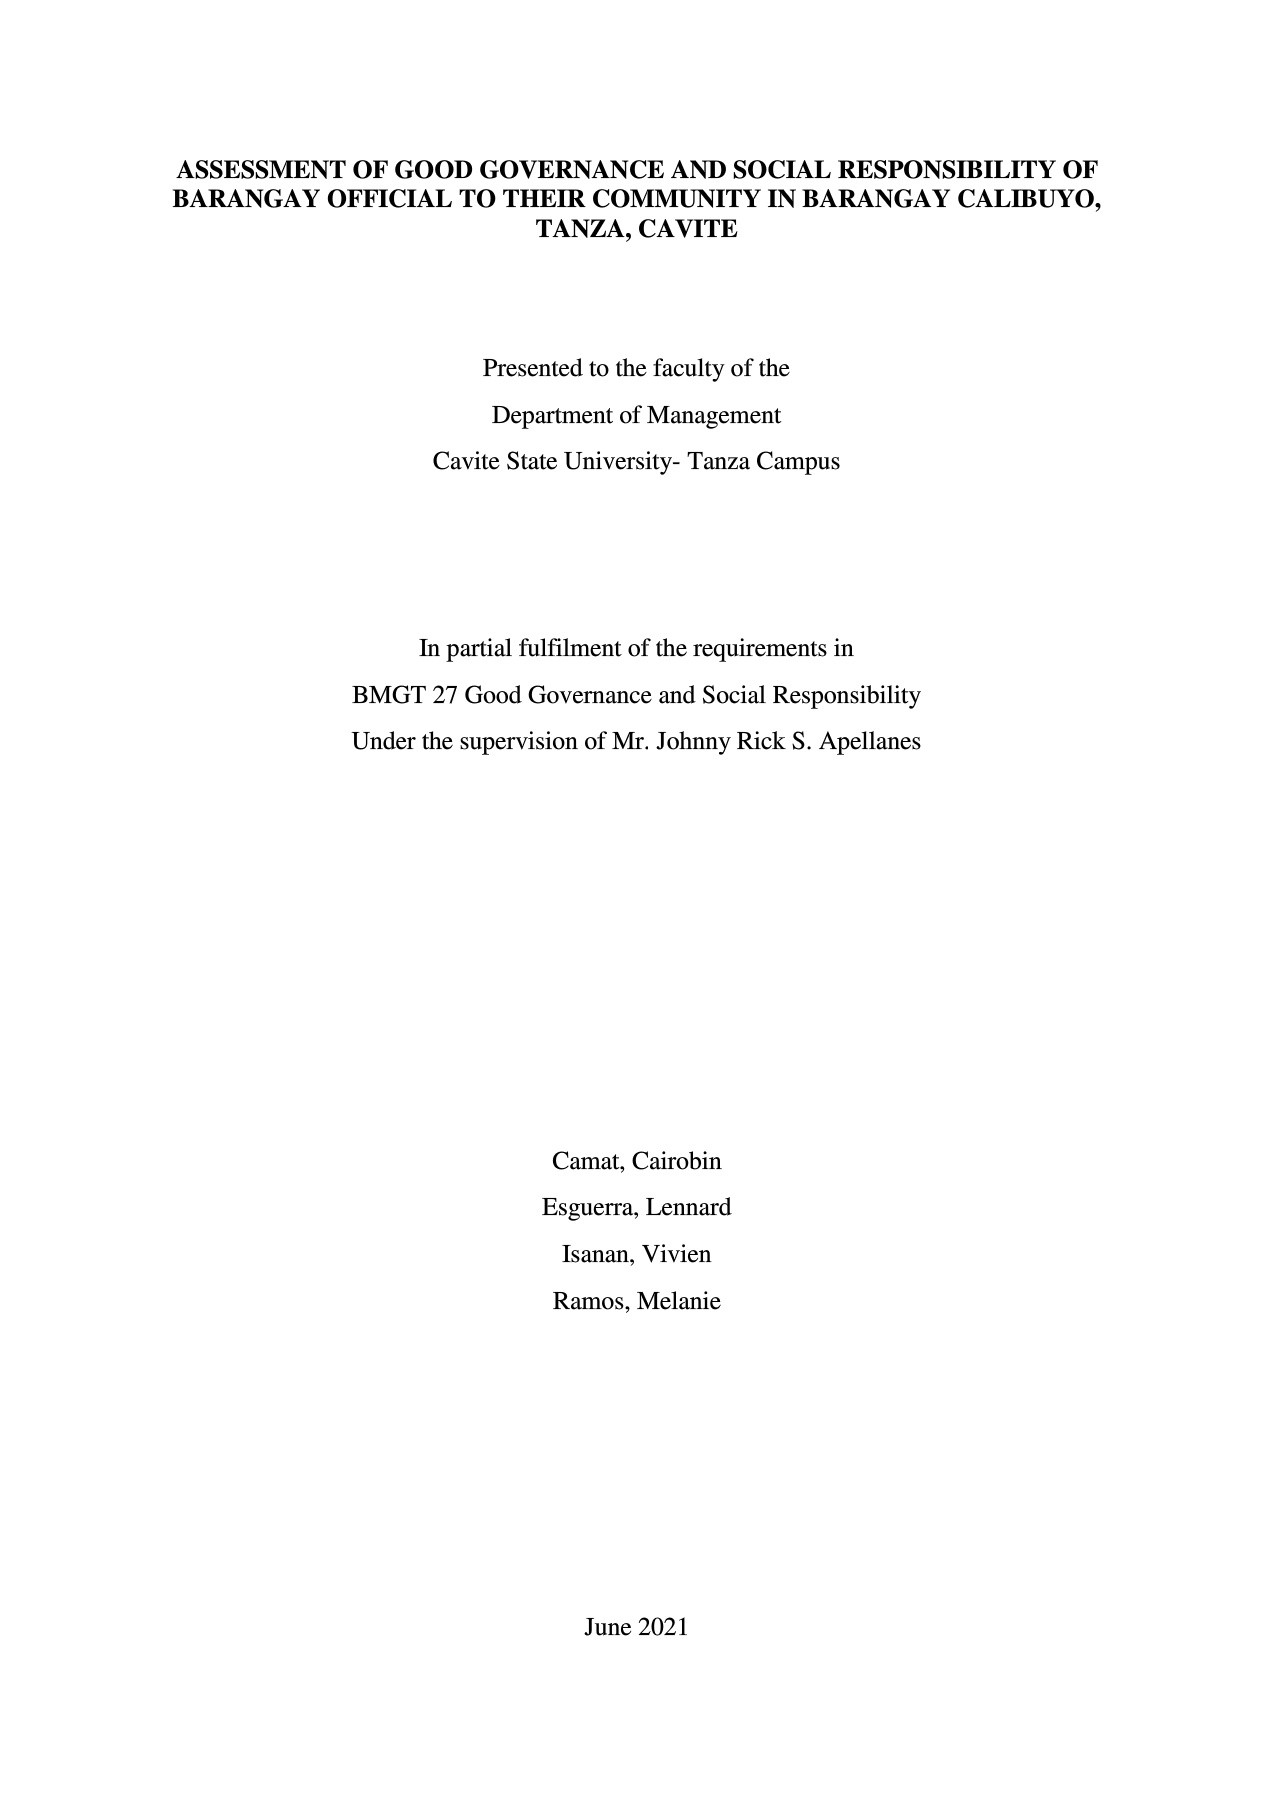 ASSESSMENT OF GOOD GOVERNANCE AND SOCIAL RESPONSIBILITY OF
BARANGAY OFFICIAL TO THEIR COMMUNITY IN BARANGAY CALIBUYO,
TANZA, CAVITE
Presented to the faculty of the
Department of Management
Cavite State University- Tanza Campus
In partial fulfilment of the requirements in
BMGT 27 Good Governance and Social Responsibility
Under the supervision of Mr. Johnny Rick S. Apellanes
Camat, Cairobin
Esguerra, Lennard
Isanan, Vivien
Ramos, Melanie
June 2021